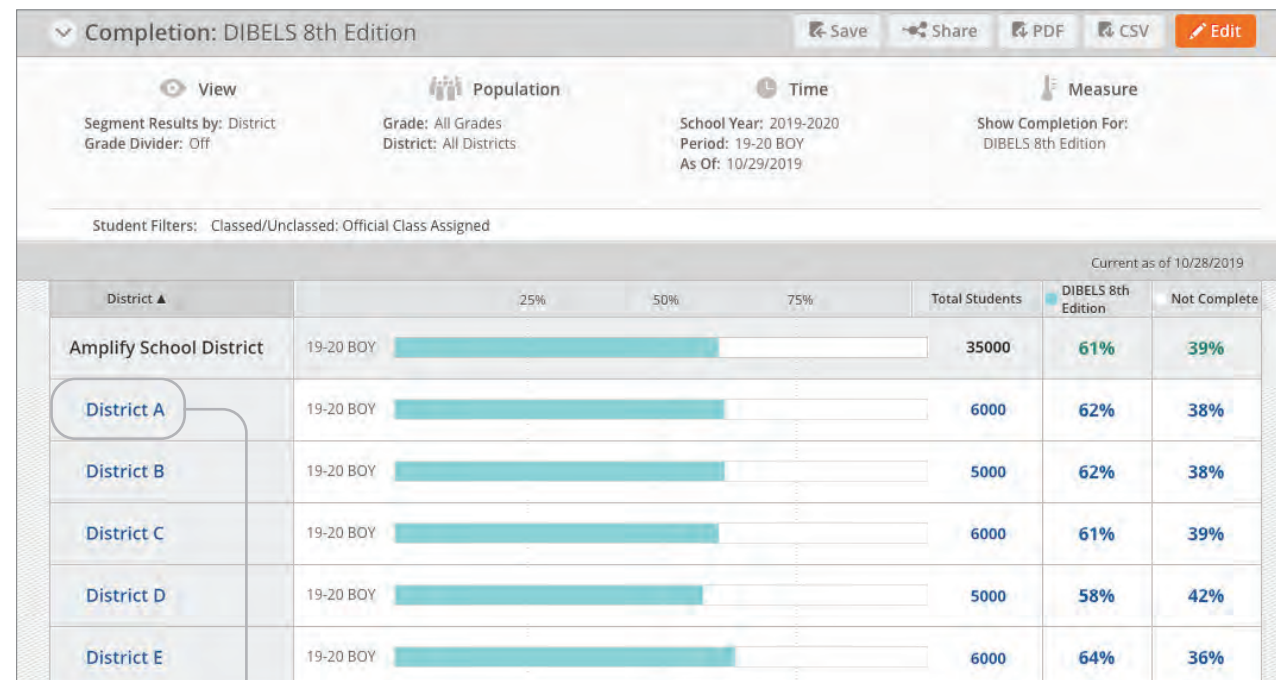 Completion: DIBELS 8th Edition
Save
Share
PDF
CSV
Edit
View
Population
Time
Measure
Segment Results by: District
Grade Divider: Off
Grade: All Grades
District: All Districts
School Year: 2019-2020
Period: 19-20 BOY
As Of: 10/29/2019
Show Completion For:
DIBELS 8th Edition
Student Filters: Classed/Unclassed: Official Class Assigned
Current as of 10/28/2019
District ▲ 25% 50% 75% Total Students DIBELS 8th Edition Not Complete
Amplify School District 19-20 BOY 35000 61% 39%
District A 19-20 BOY 6000 62% 38%
District B 19-20 BOY 5000 62% 38%
District C 19-20 BOY 6000 61% 39%
District D 19-20 BOY 5000 58% 42%
District E 19-20 BOY 6000 64% 36%